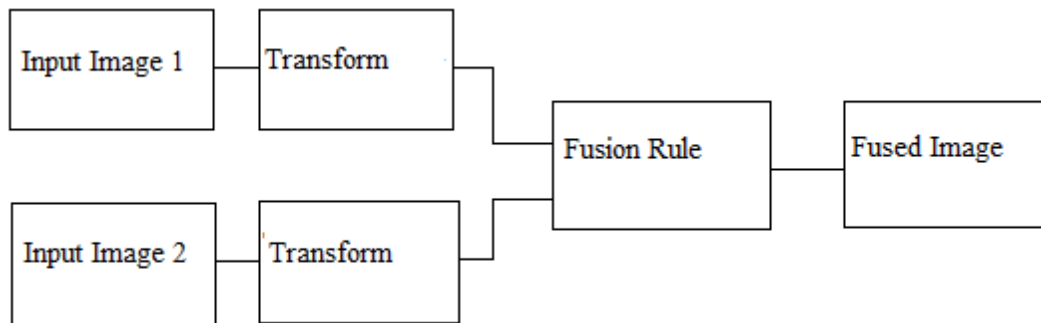 Input Image 1
Transform
Fusion Rule
Fused Image
Input Image 2
Transform